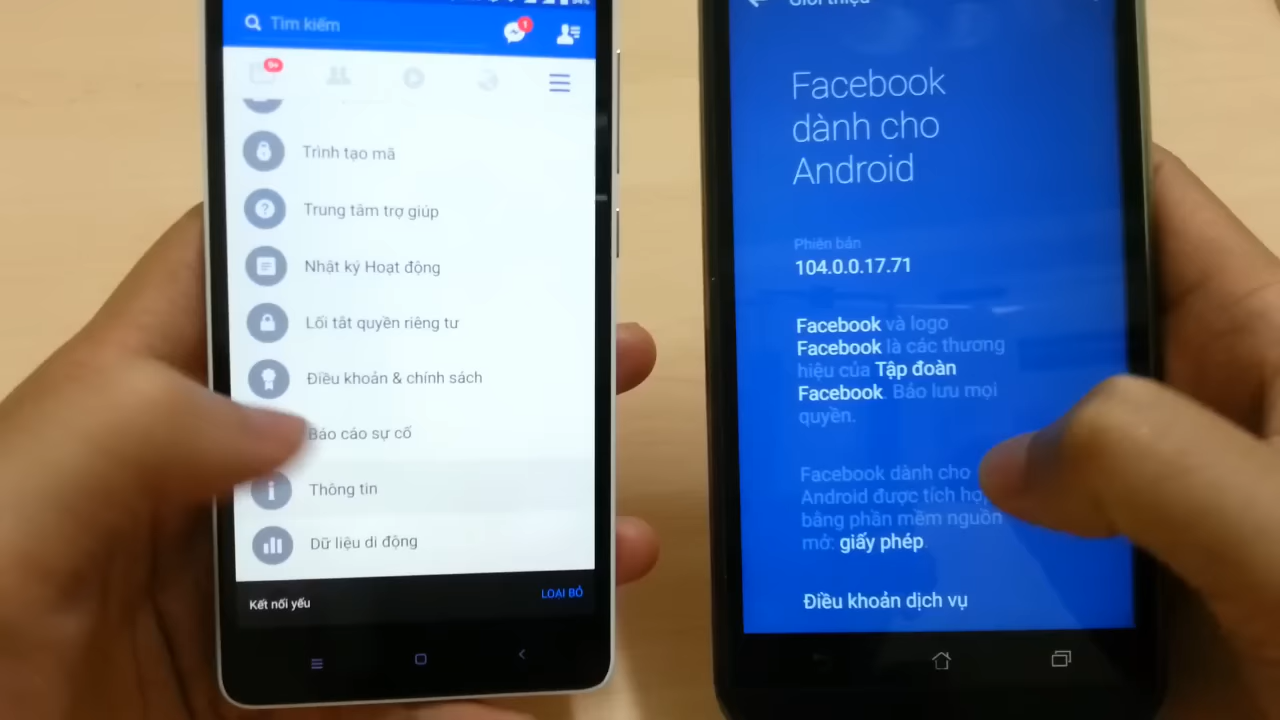 Tìm kiếm
1
9+
Trình tạo mã
Trung tâm trợ giúp
Nhật ký Hoạt động
Lối tắt quyền riêng tư
Điều khoản & chính sách
Báo cáo sự cố
Thông tin
Dữ liệu di động
Kết nối yếu
LOẠI BỎ
Giới thiệu
Facebook
dành cho
Android
Phiên bản
104.0.0.17.71
Facebook và logo
Facebook là các thương
hiệu của Tập đoàn
Facebook. Bảo lưu mọi
quyền.
Facebook dành cho
Android được tích hợp
bằng phần mềm nguồn
mở: giấy phép.
Điều khoản dịch vụ